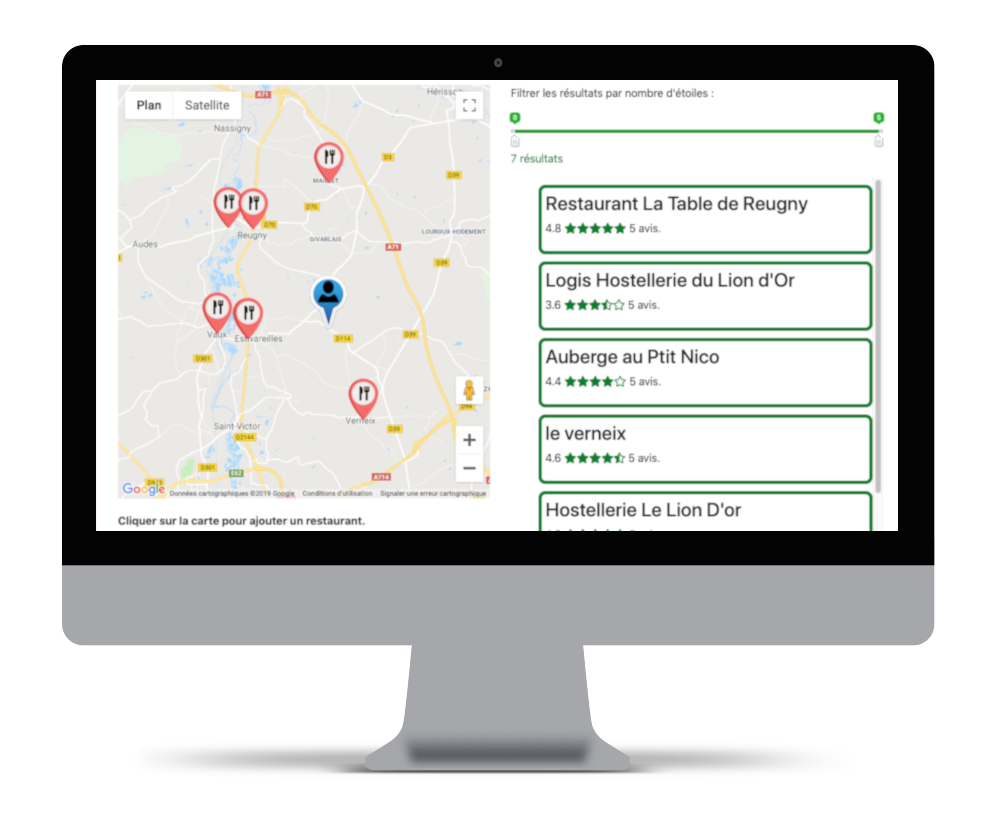 Plan
Satellite
A71
Hérisso
Nassigny
D3
MAILLET
D39
D70
D70
Reugny
GIVARLAIS
LOUROUX-HODEMENT
Audes
A71
D39
Vaux
Estivareilles
D114
D39
D301
Verneix
D94
D39
Saint-Victor
D2144
D301
E62
A714
D943
Google
Données cartographiques ©2019 Google
Conditions d'utilisation
Signaler une erreur cartographique
Cliquer sur la carte pour ajouter un restaurant.
Filtrer les résultats par nombre d'étoiles :
0
5
7 résultats
Restaurant La Table de Reugny
4.8 ★★★★★ 5 avis.
Logis Hostellerie du Lion d'Or
3.6 5 avis.
Auberge au Ptit Nico
4.4 ★★★★☆ 5 avis.
le verneix
4.6 5 avis.
Hostellerie Le Lion D'or